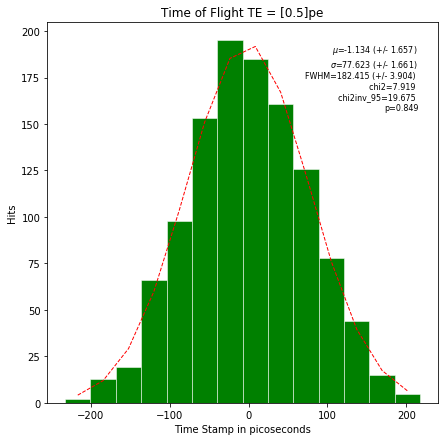 Time of Flight TE = [0.5]pe
μ=-1.134 (+/- 1.657)
σ=77.623 (+/- 1.661)
FWHM=182.415 (+/- 3.904)
chi2=7.919
chi2inv_95=19.675
p=0.849
Hits
200
175
150
125
100
75
50
25
0
−200
−100
0
100
200
Time Stamp in picoseconds